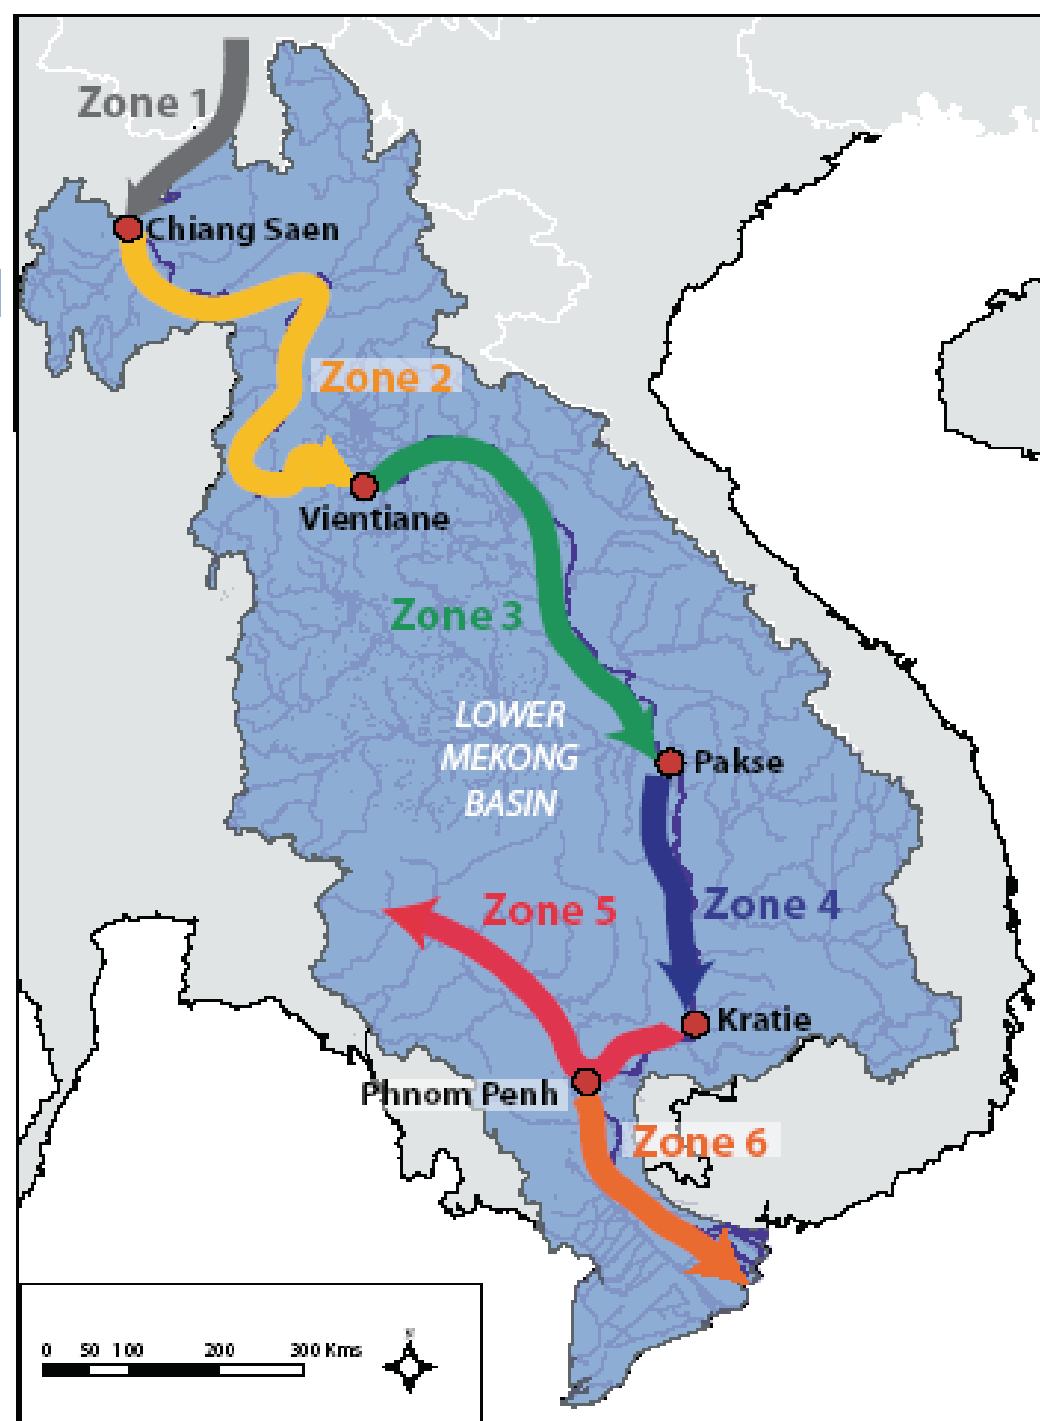 Zone 1
Chiang Saen
Zone 2
Vientiane
Zone 3
LOWER
MEKONG
BASIN
Pakse
Zone 5
Zone 4
Kratie
Phnom Penh
Zone 6
0 50 100 200 300 Kms